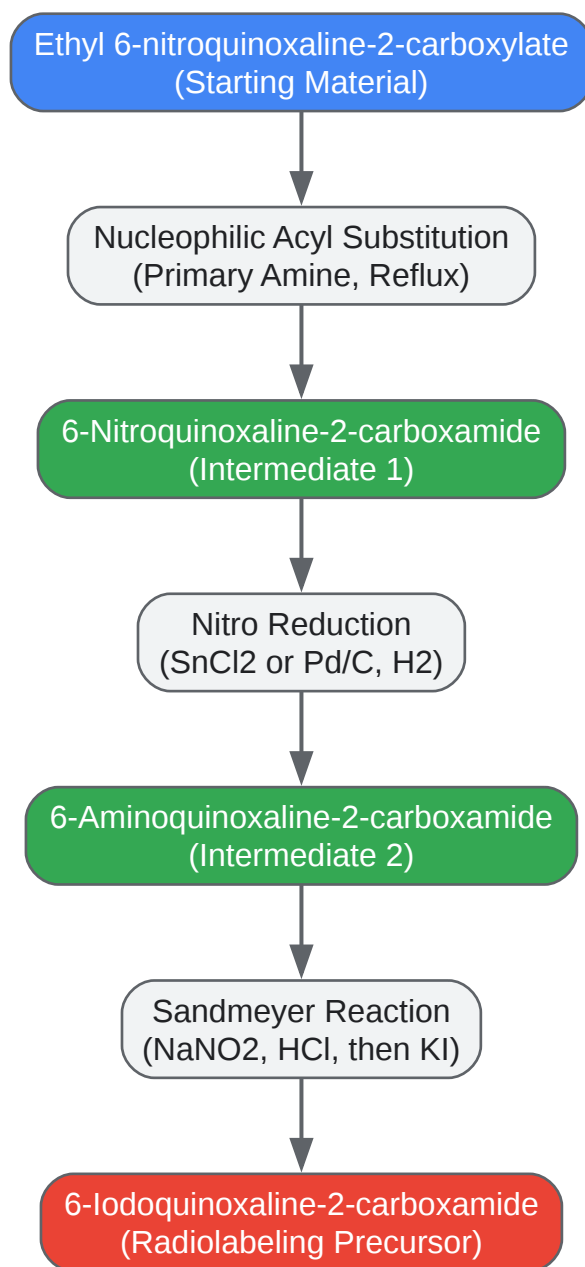 Ethyl 6-nitroquinoxaline-2-carboxylate
(Starting Material)
Nucleophilic Acyl Substitution
(Primary Amine, Reflux)
6-Nitroquinoxaline-2-carboxamide
(Intermediate 1)
Nitro Reduction
(SnCl2 or Pd/C, H2)
6-Aminoquinoxaline-2-carboxamide
(Intermediate 2)
Sandmeyer Reaction
(NaNO2, HCl, then KI)
6-Iodoquinoxaline-2-carboxamide
(Radiolabeling Precursor)